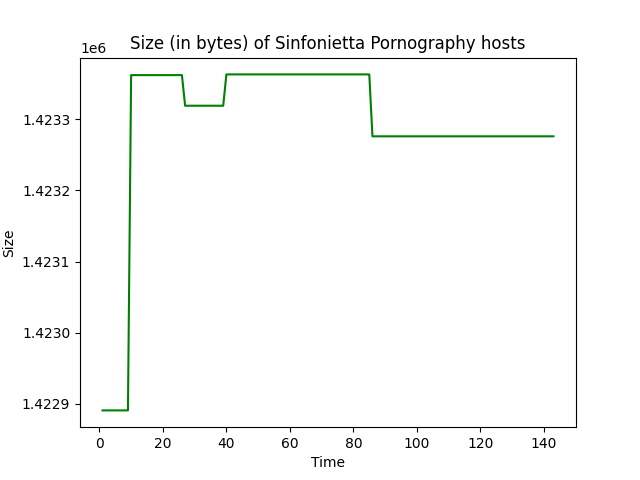 Size (in bytes) of Sinfonietta Pornography hosts
1e6
1.4233
1.4232
1.4231
1.4230
1.4229
Size
0 20 40 60 80 100 120 140
Time